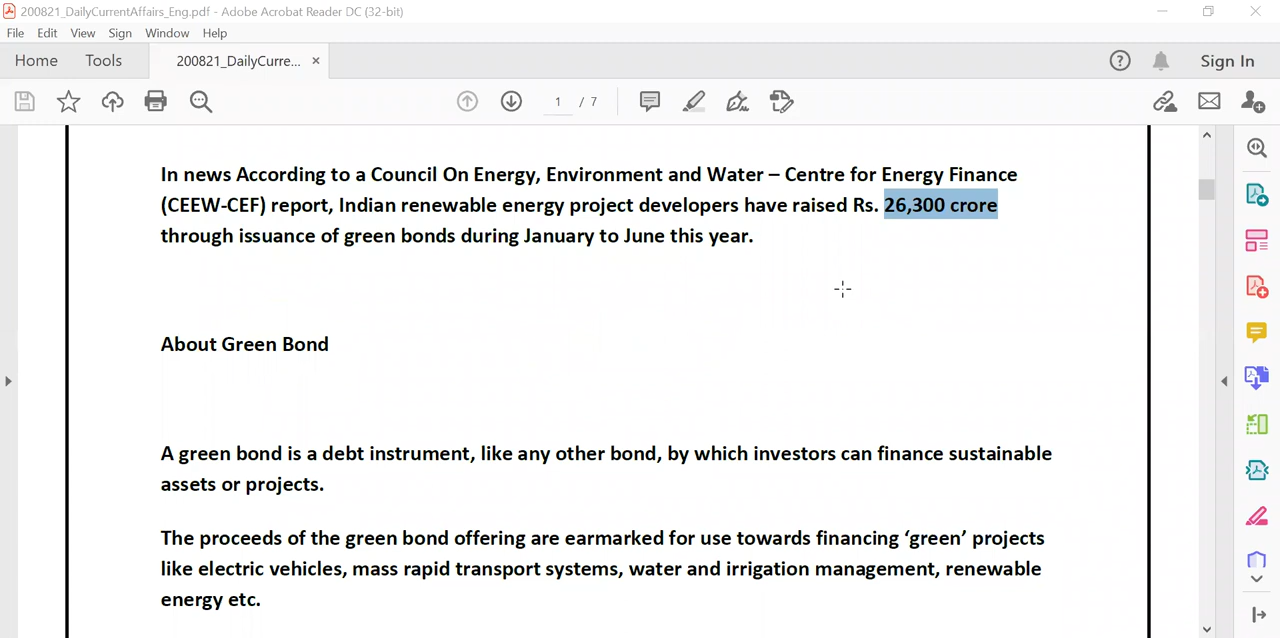 200821_DailyCurrentAffairs_Eng.pdf - Adobe Acrobat Reader DC (32-bit)
File Edit View Sign Window Help
Home Tools 200821_DailyCurre... × ? Sign In
1 / 7
In news According to a Council On Energy, Environment and Water – Centre for Energy Finance
(CEEW-CEF) report, Indian renewable energy project developers have raised Rs. 26,300 crore
through issuance of green bonds during January to June this year.
About Green Bond
A green bond is a debt instrument, like any other bond, by which investors can finance sustainable
assets or projects.
The proceeds of the green bond offering are earmarked for use towards financing ‘green’ projects
like electric vehicles, mass rapid transport systems, water and irrigation management, renewable
energy etc.